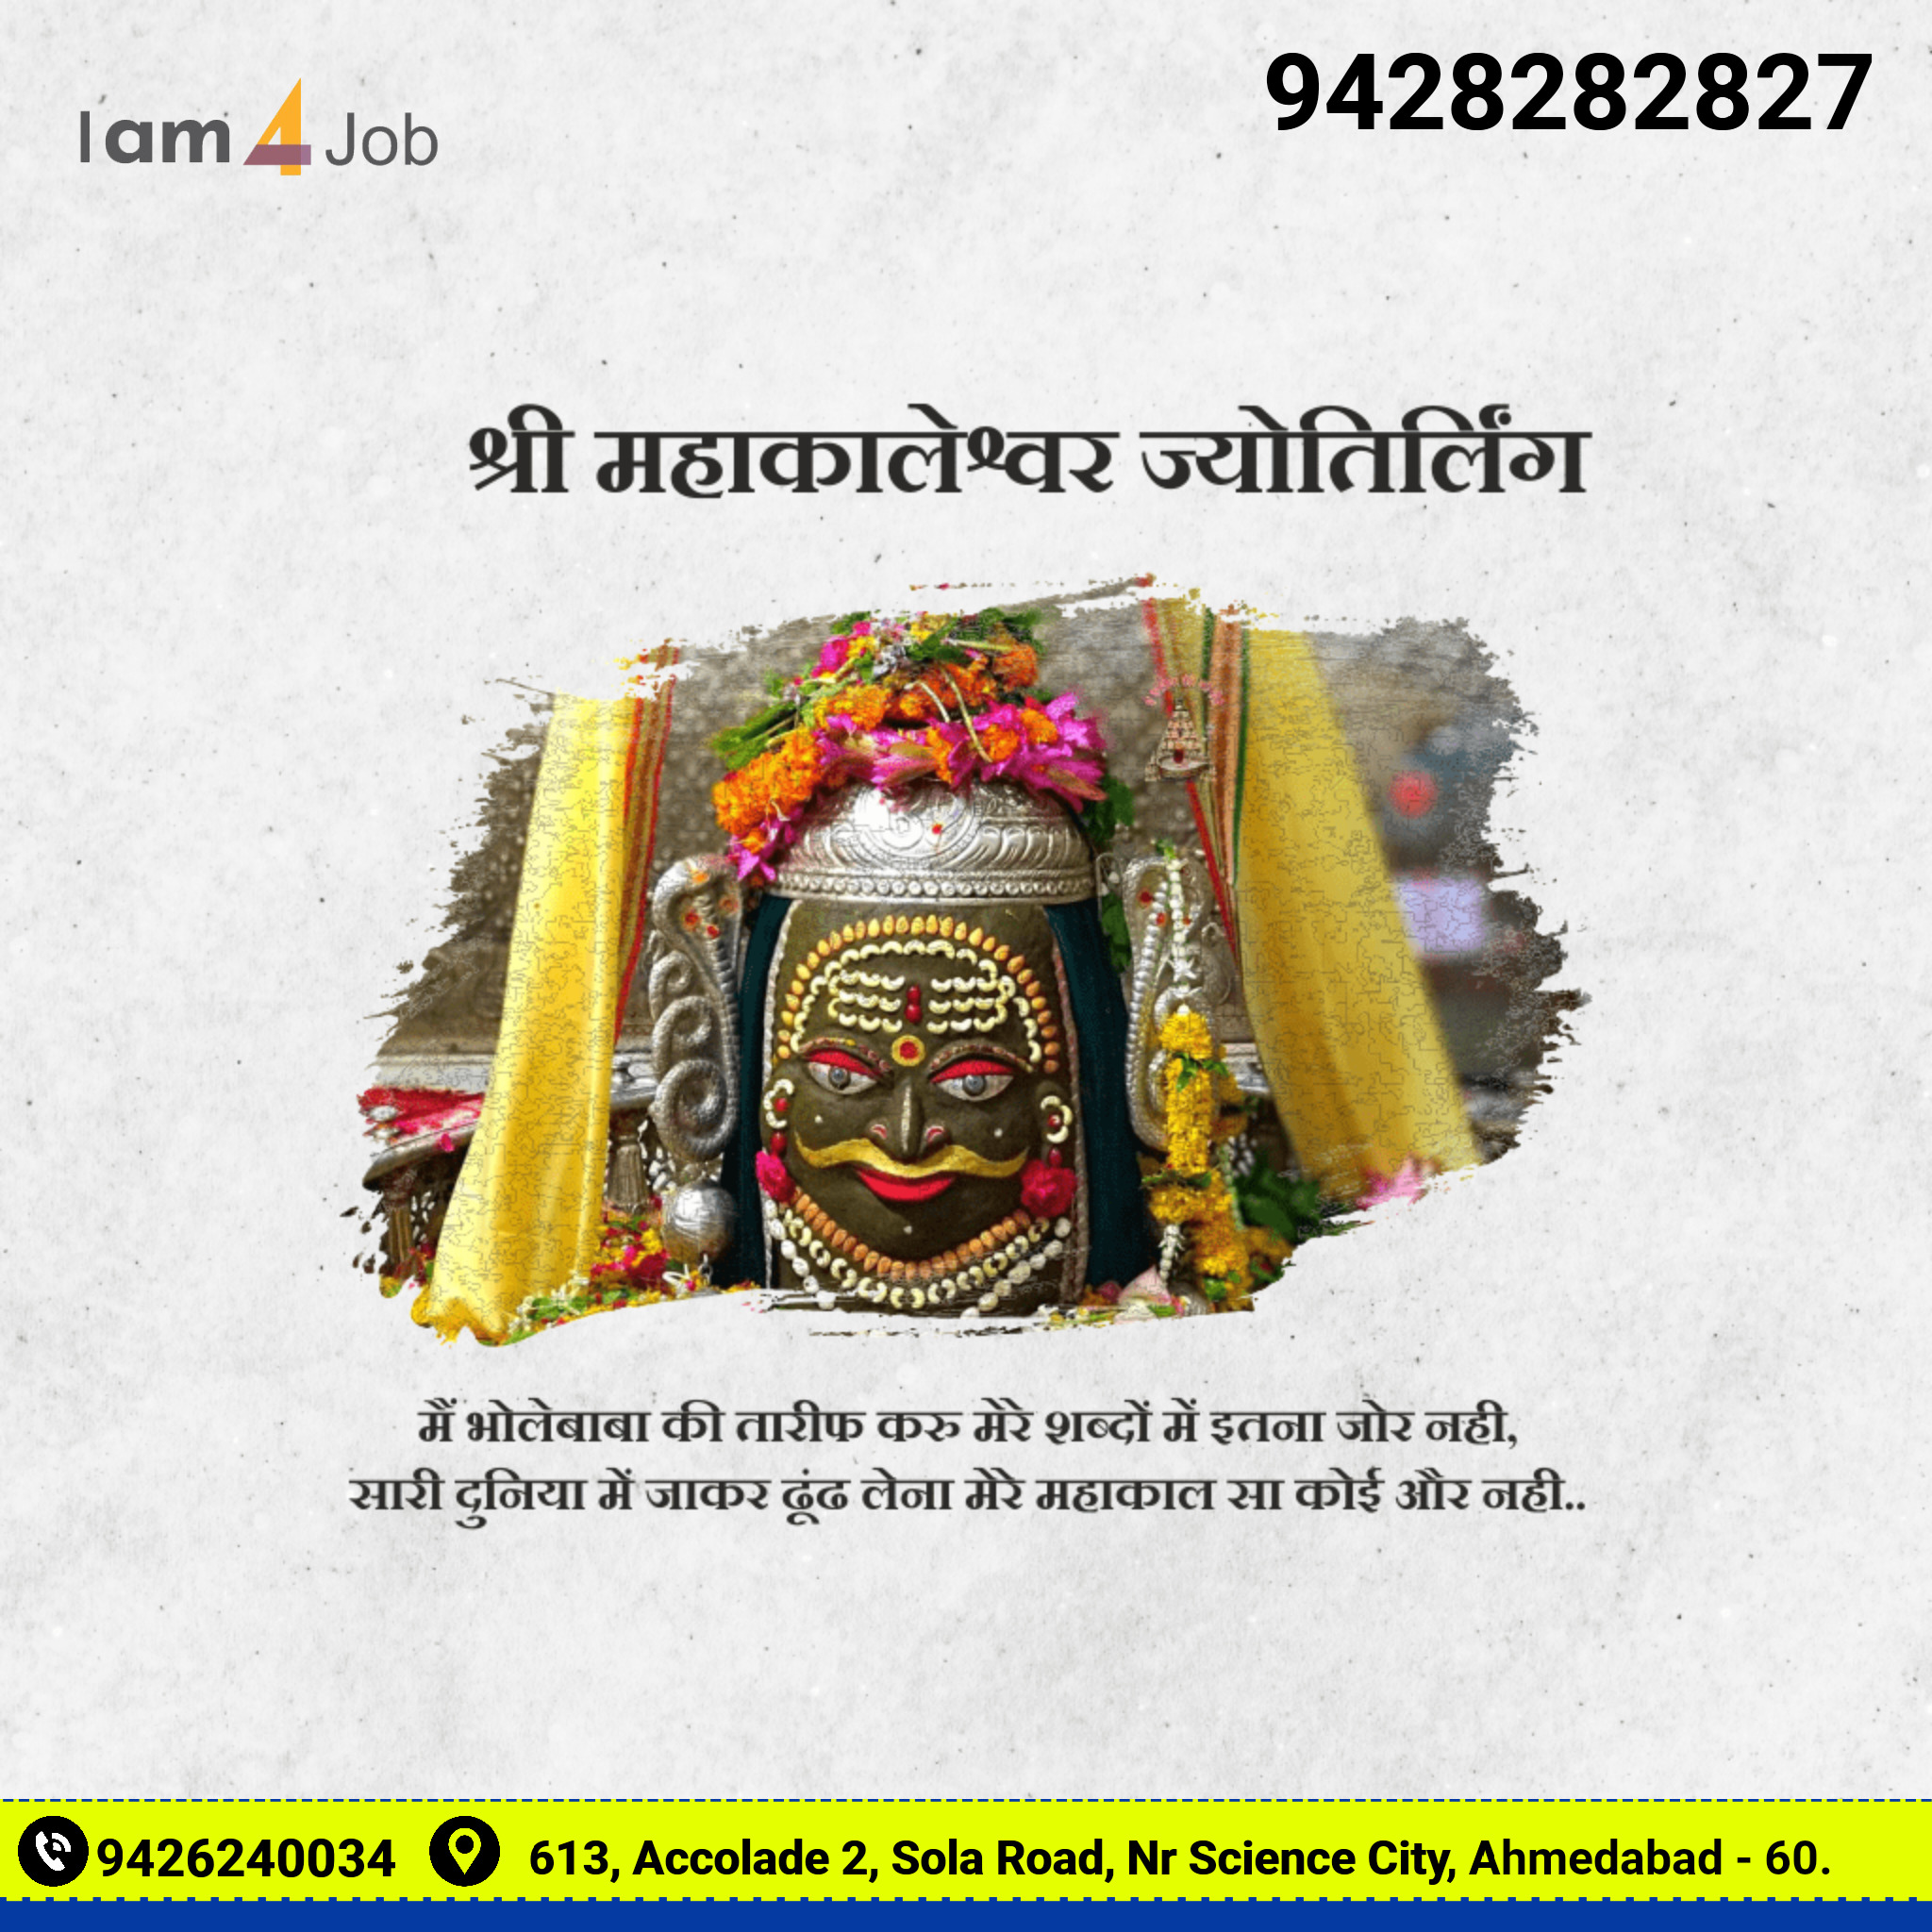 I am 4 Job
9428282827
श्री महाकालेश्वर ज्योतिर्लिंग
मैं भोलेबाबा की तारीफ करु मेरे शब्दों में इतना जोर नही,
सारी दुनिया में जाकर ढूंढ लेना मेरे महाकाल सा कोई और नही..
9426240034 613, Accolade 2, Sola Road, Nr Science City, Ahmedabad - 60.